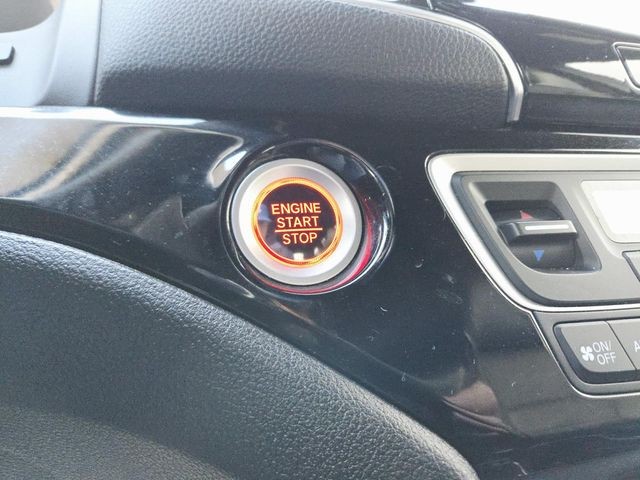 ENGINE
START
STOP
ON/
OFF
A